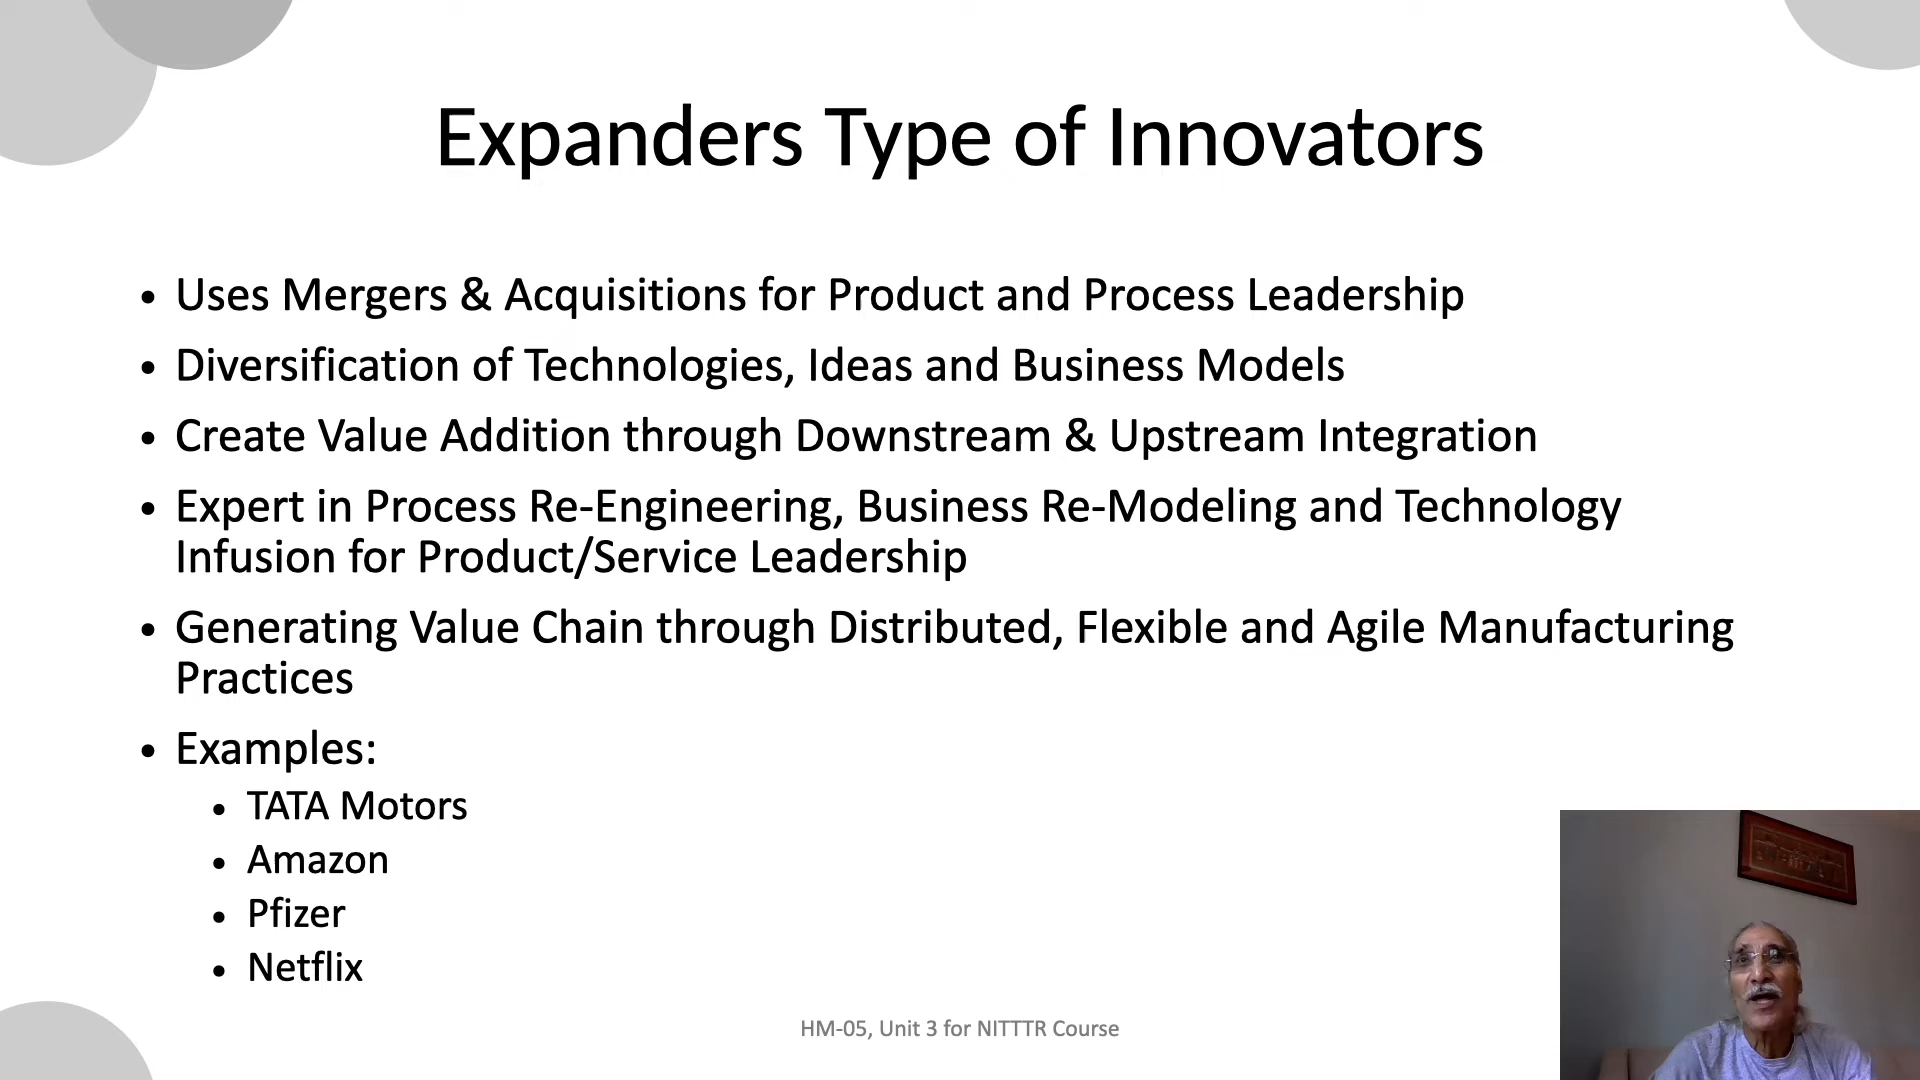 Expanders Type of Innovators
• Uses Mergers & Acquisitions for Product and Process Leadership
• Diversification of Technologies, Ideas and Business Models
• Create Value Addition through Downstream & Upstream Integration
• Expert in Process Re-Engineering, Business Re-Modeling and Technology
Infusion for Product/Service Leadership
• Generating Value Chain through Distributed, Flexible and Agile Manufacturing
Practices
• Examples:
• TATA Motors
• Amazon
• Pfizer
• Netflix
HM-05, Unit 3 for NITTTR Course